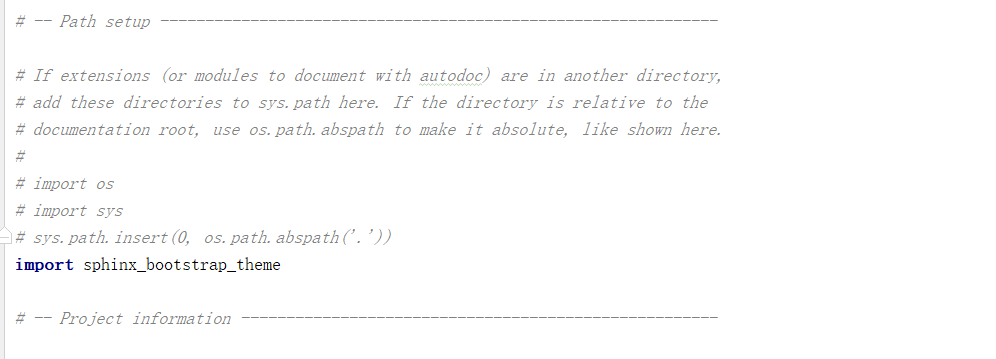 # -- Path setup --------------------------------------------------------------
# If extensions (or modules to document with autodoc) are in another directory,
# add these directories to sys.path here. If the directory is relative to the
# documentation root, use os.path.abspath to make it absolute, like shown here.
#
# import os
# import sys
# sys.path.insert(0, os.path.abspath('.'))
import sphinx_bootstrap_theme
# -- Project information -----------------------------------------------------